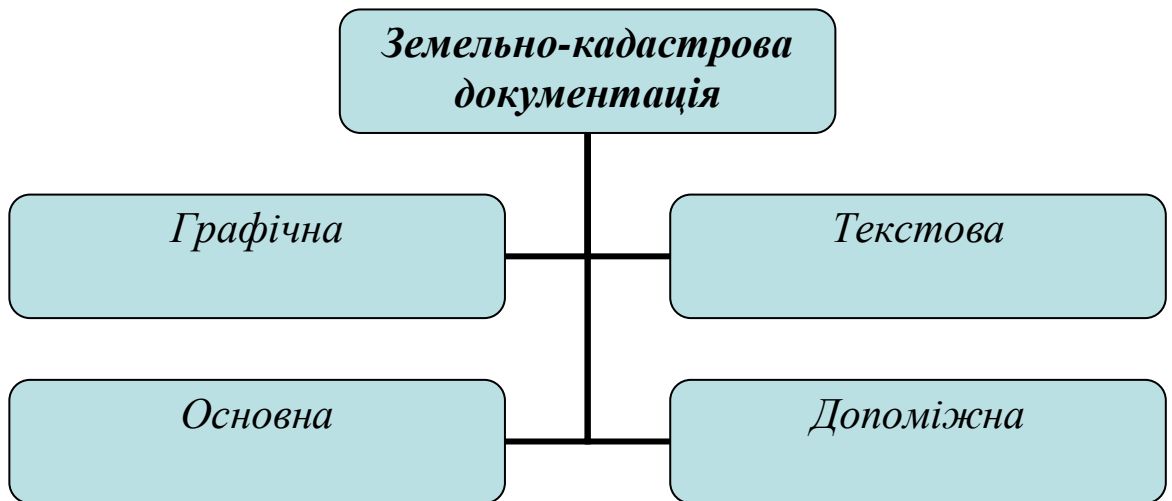 Земельно-кадастрова
документація
Графічна
Текстова
Основна
Допоміжна